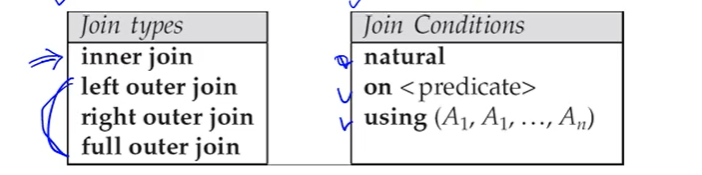 Join types
inner join
left outer join
right outer join
full outer join
Join Conditions
natural
on <predicate>
using (A₁, A₁, ..., Aₙ)